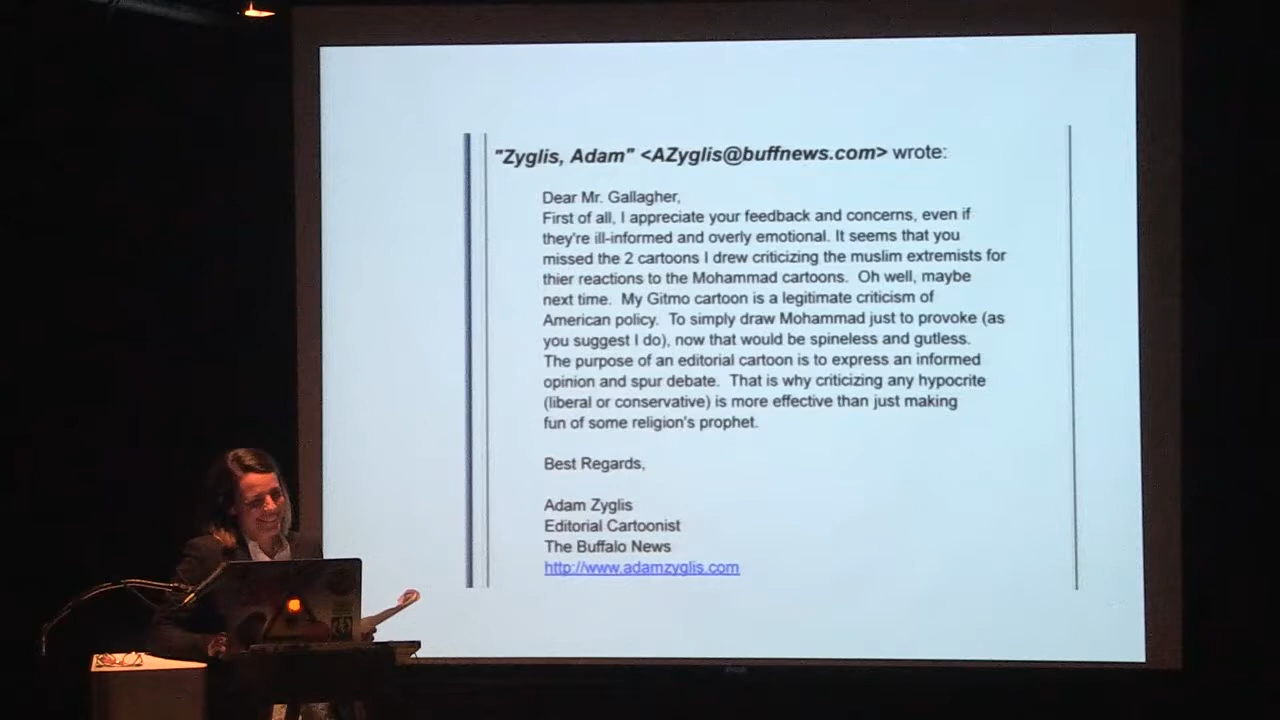 "Zyglis, Adam" <AZyglis@buffnews.com> wrote:
Dear Mr. Gallagher,
First of all, I appreciate your feedback and concerns, even if
they're ill-informed and overly emotional. It seems that you
missed the 2 cartoons I drew criticizing the muslim extremists for
thier reactions to the Mohammad cartoons.  Oh well, maybe
next time.  My Gitmo cartoon is a legitimate criticism of
American policy.  To simply draw Mohammad just to provoke (as
you suggest I do), now that would be spineless and gutless.
The purpose of an editorial cartoon is to express an informed
opinion and spur debate.  That is why criticizing any hypocrite
(liberal or conservative) is more effective than just making
fun of some religion's prophet.
Best Regards,
Adam Zyglis
Editorial Cartoonist
The Buffalo News
http://www.adamzyglis.com